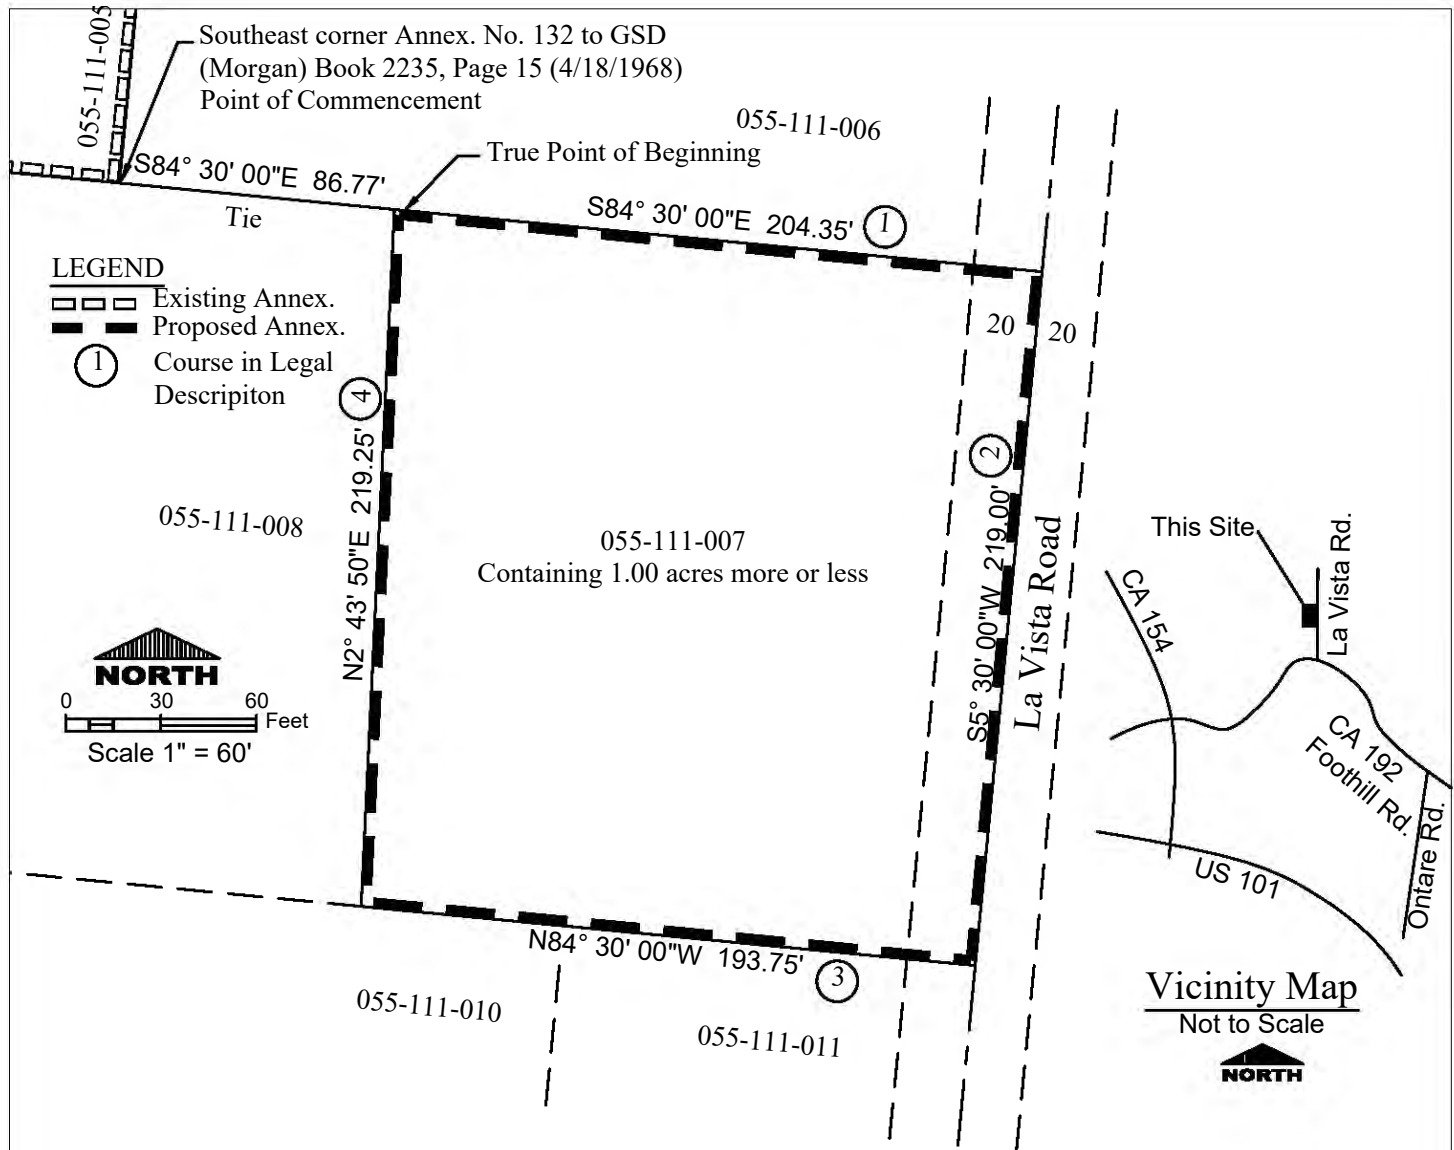 055-111-005
Southeast corner Annex. No. 132 to GSD
(Morgan) Book 2235, Page 15 (4/18/1968)
Point of Commencement
055-111-006
True Point of Beginning
S84° 30' 00"E 86.77'
Tie
S84° 30' 00"E 204.35'
1
LEGEND
Existing Annex.
Proposed Annex.
1
Course in Legal
Descripiton
20
20
4
N2° 43' 50"E 219.25'
2
S5° 30' 00"W 219.00'
La Vista Road
055-111-008
055-111-007
Containing 1.00 acres more or less
NORTH
0 30 60
Feet
Scale 1" = 60'
N84° 30' 00"W 193.75'
3
055-111-010
055-111-011
This Site
La Vista Rd.
CA 154
CA 192
Foothill Rd.
US 101
Ontare Rd.
Vicinity Map
Not to Scale
NORTH